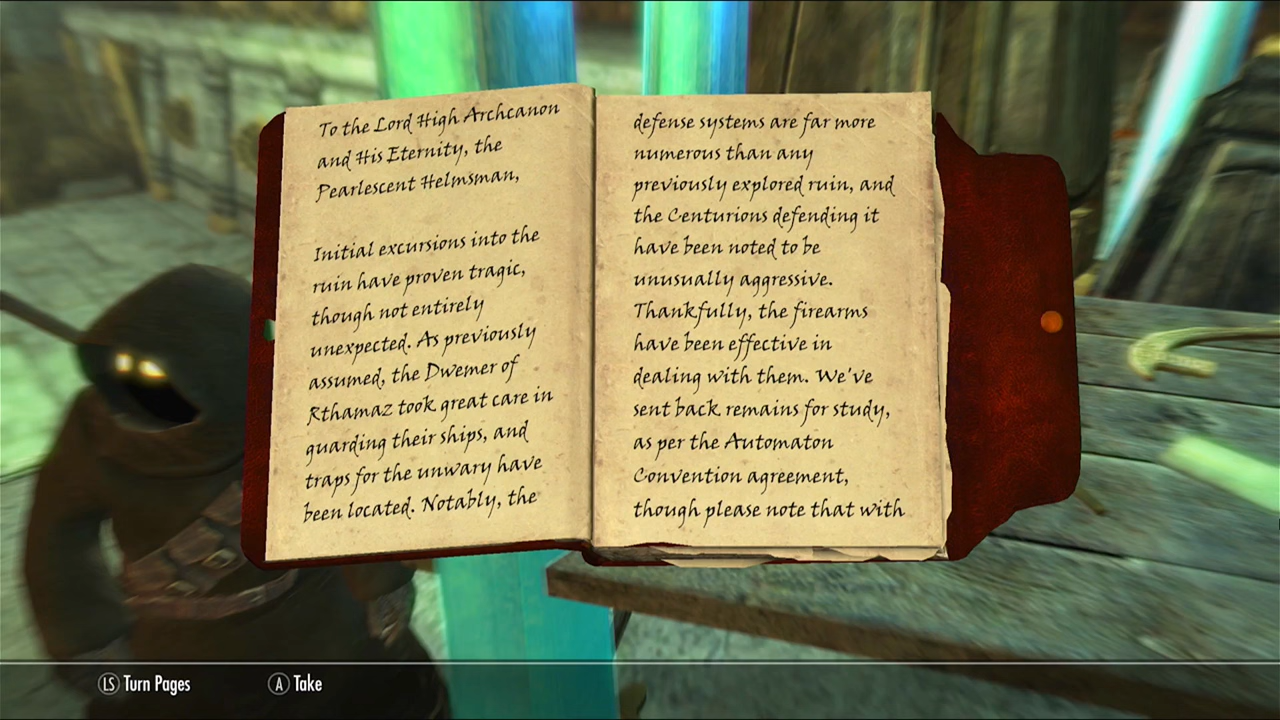 To the Lord High Archcanon
and His Eternity, the
Pearlescent Helmsman,
Initial excursions into the
ruin have proven tragic,
though not entirely
unexpected. As previously
assumed, the Dwemer of
Rthamaz took great care in
guarding their ships, and
traps for the unwary have
been located. Notably, the
defense systems are far more
numerous than any
previously explored ruin, and
the Centurions defending it
have been noted to be
unusually aggressive.
Thankfully, the firearms
have been effective in
dealing with them. We've
sent back remains for study,
as per the Automaton
Convention agreement,
though please note that with
LS Turn Pages
A Take